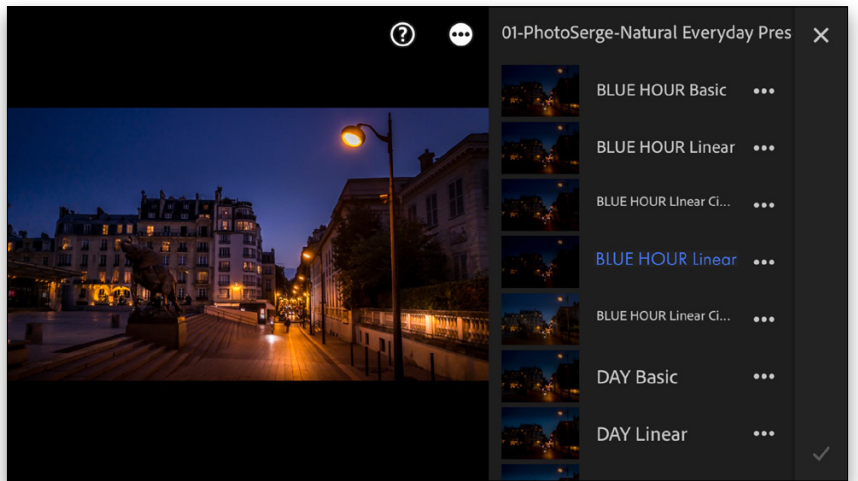 01-PhotoSerge-Natural Everyday Pres
BLUE HOUR Basic
BLUE HOUR Linear
BLUE HOUR LInear Ci...
BLUE HOUR Linear
BLUE HOUR Linear Ci...
DAY Basic
DAY Linear